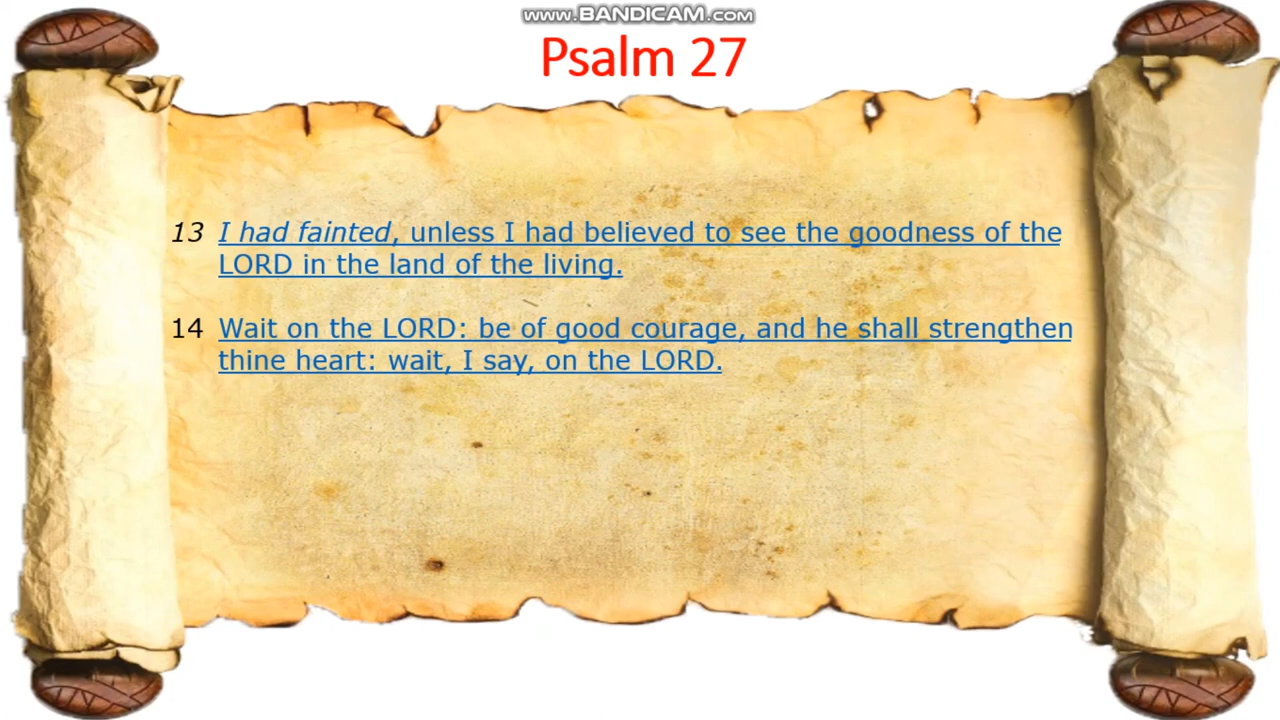 www.BANDICAM.com
Psalm 27
13 I had fainted, unless I had believed to see the goodness of the
LORD in the land of the living.
14 Wait on the LORD: be of good courage, and he shall strengthen
thine heart: wait, I say, on the LORD.